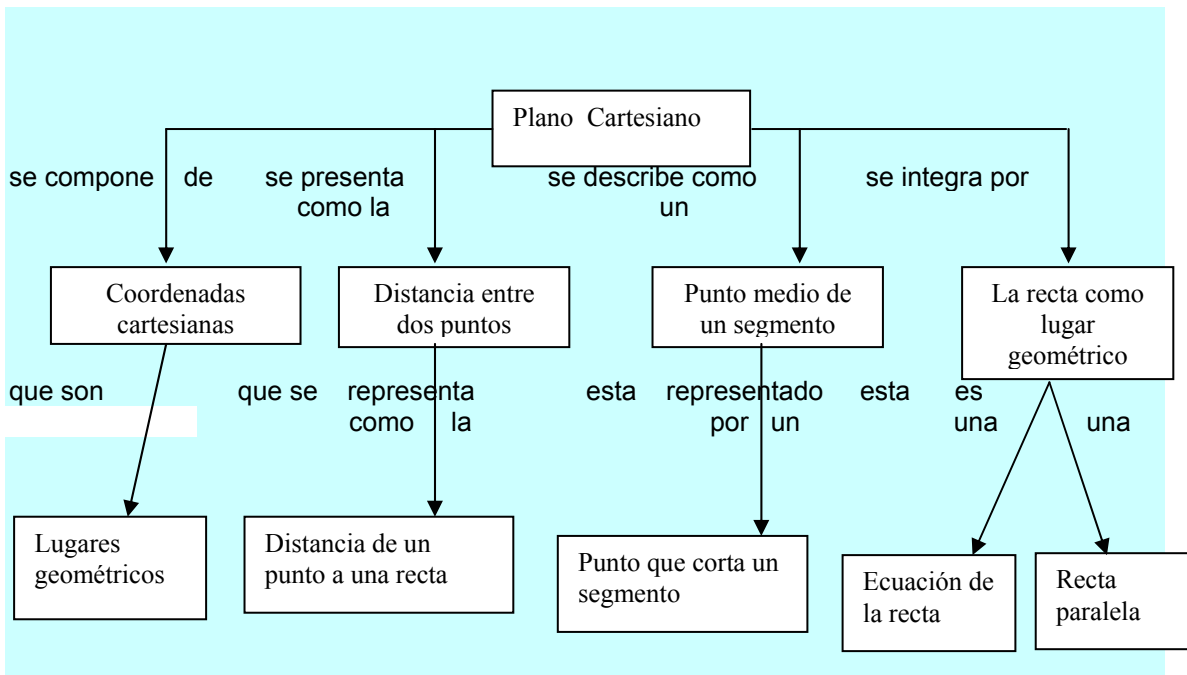 Plano Cartesiano
se compone de
se presenta
como la
se describe como
un
se integra por
Coordenadas
cartesianas
Distancia entre
dos puntos
Punto medio de
un segmento
La recta como
lugar
geométrico
que son
que se representa
como la
esta representado
por un
esta es
una
una
Lugares
geométricos
Distancia de un
punto a una recta
Punto que corta un
segmento
Ecuación de
la recta
Recta
paralela